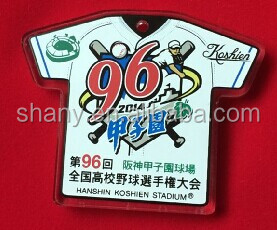 Koshien
96
2014
甲子園
第96回 阪神甲子園球場
全国高校野球選手権大会
HANSHIN KOSHIEN STADIUM®